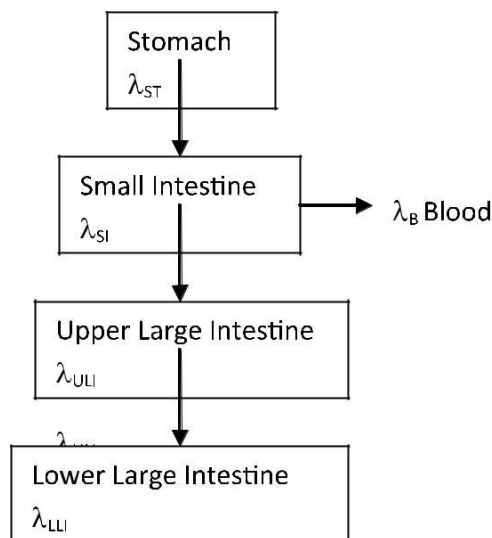 Stomach
λST
Small Intestine
λB Blood
λSI
Upper Large Intestine
λULI
Lower Large Intestine
λLLI